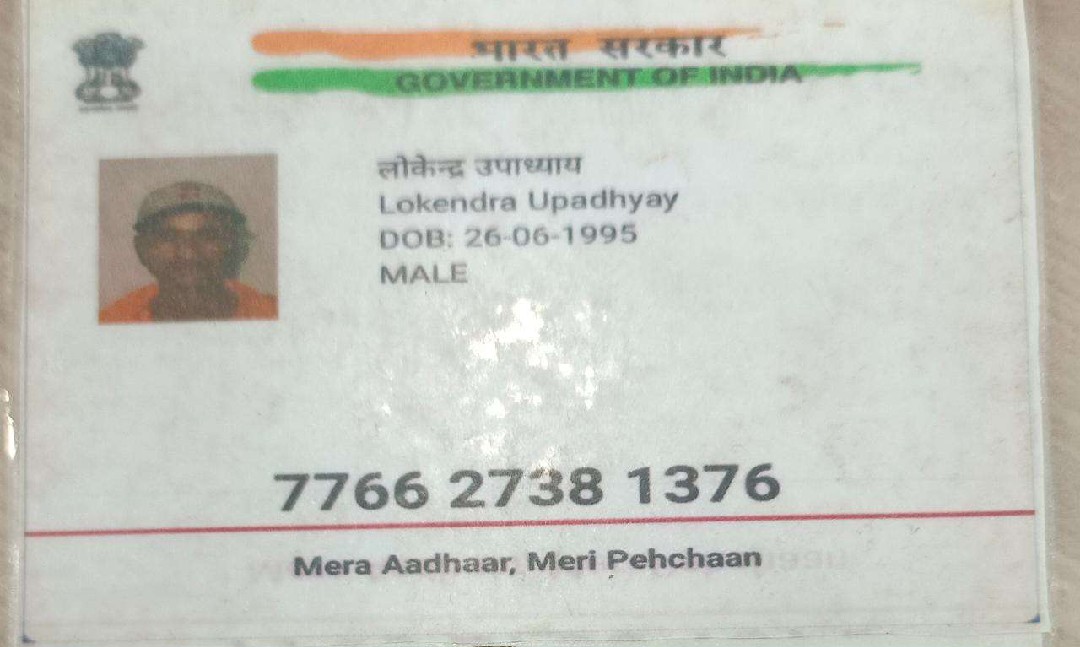 भारत सरकार
GOVERNMENT OF INDIA
लोकेन्द्र उपाध्याय
Lokendra Upadhyay
DOB: 26-06-1995
MALE
7766 2738 1376
Mera Aadhaar, Meri Pehchaan